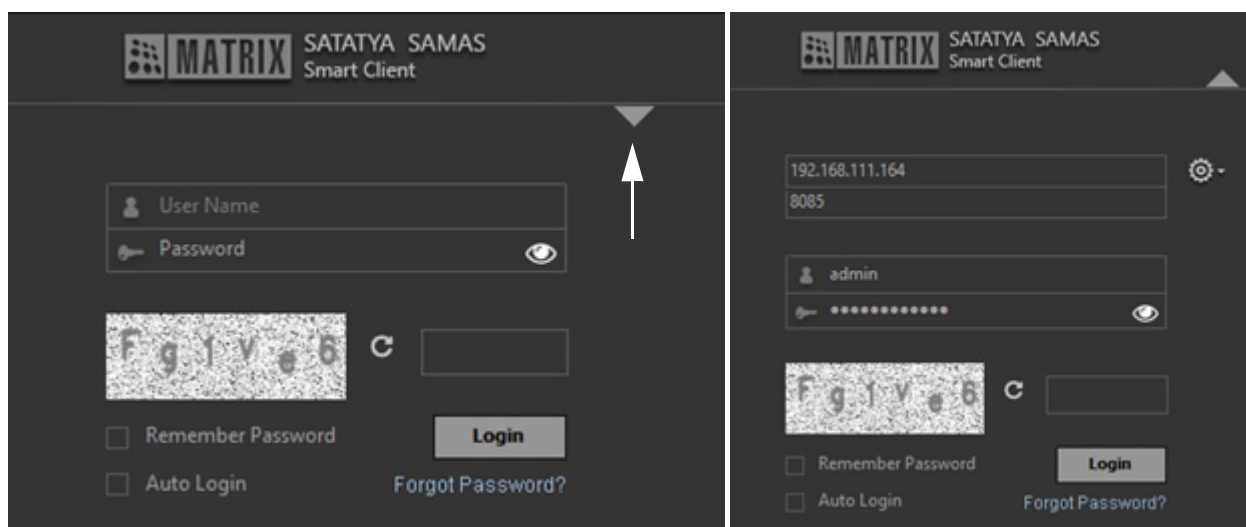 MATRIX SATATYA SAMAS
Smart Client
User Name
Password
Fg1ve6
Remember Password
Login
Auto Login
Forgot Password?
MATRIX SATATYA SAMAS
Smart Client
192.168.111.164
8085
admin
••••••••••••
Fg1ve6
Remember Password
Login
Auto Login
Forgot Password?